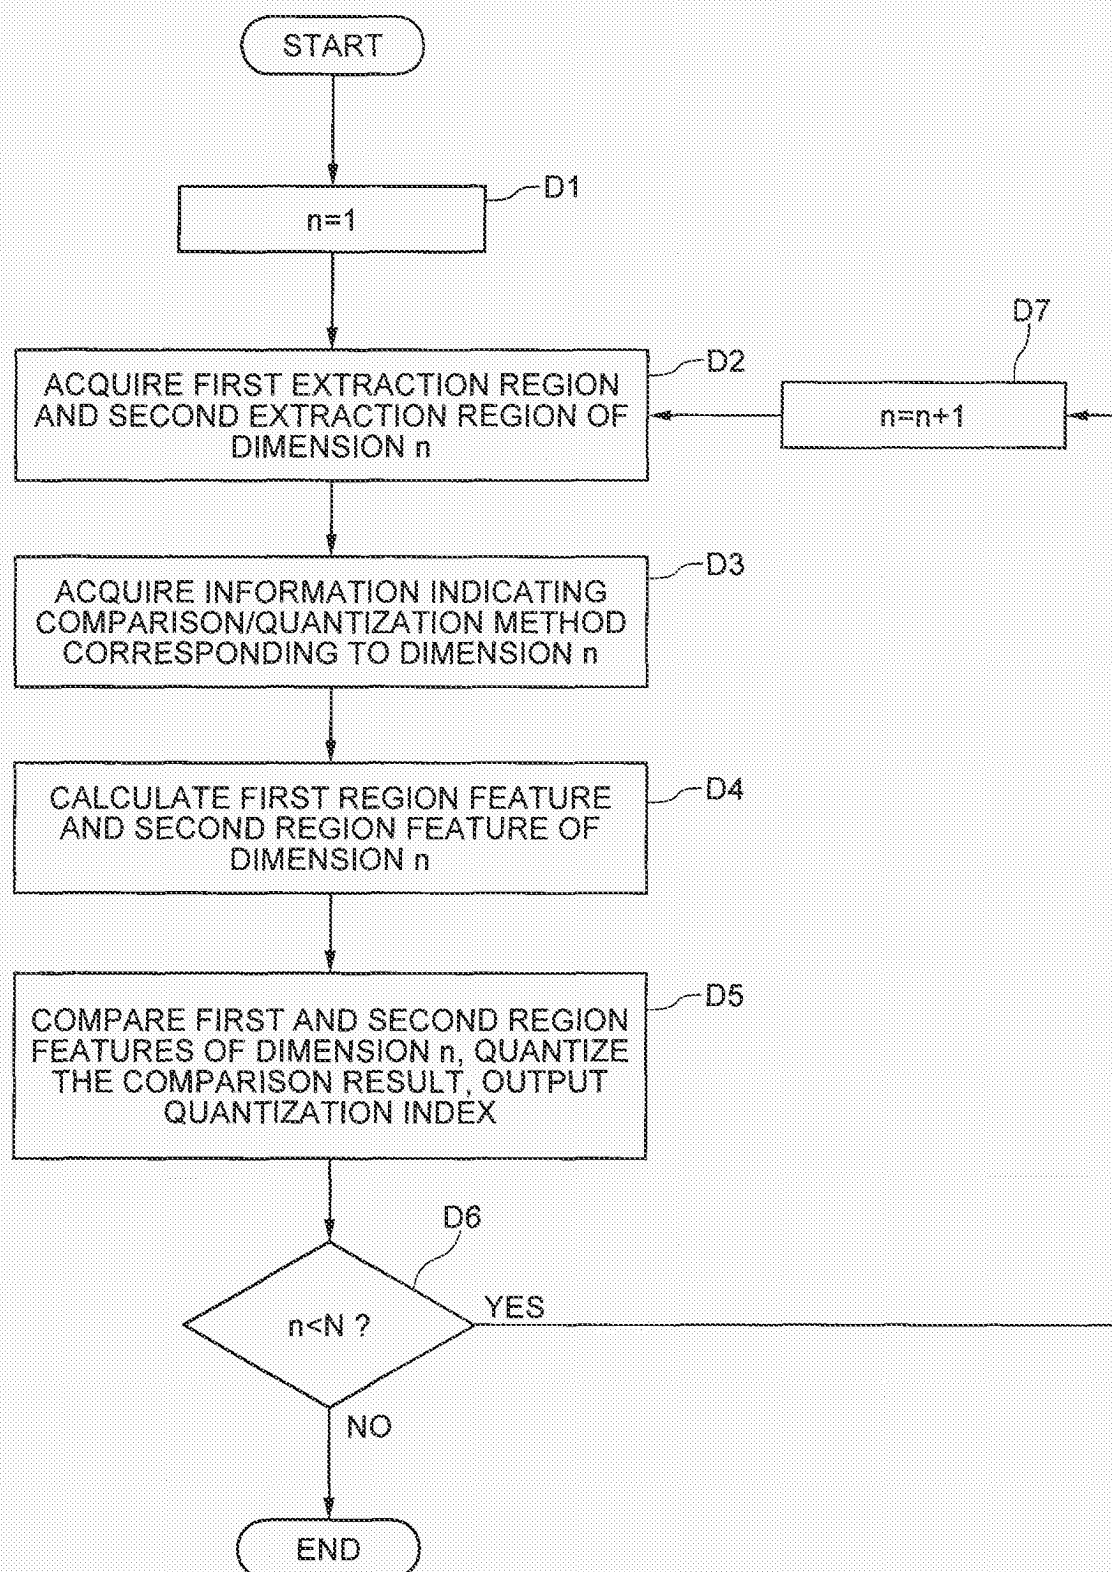 START
D1
n=1
D7
D2
ACQUIRE FIRST EXTRACTION REGION
AND SECOND EXTRACTION REGION OF
DIMENSION n
n=n+1
D3
ACQUIRE INFORMATION INDICATING
COMPARISON/QUANTIZATION METHOD
CORRESPONDING TO DIMENSION n
D4
CALCULATE FIRST REGION FEATURE
AND SECOND REGION FEATURE OF
DIMENSION n
D5
COMPARE FIRST AND SECOND REGION
FEATURES OF DIMENSION n, QUANTIZE
THE COMPARISON RESULT, OUTPUT
QUANTIZATION INDEX
D6
n<N ?
YES
NO
END